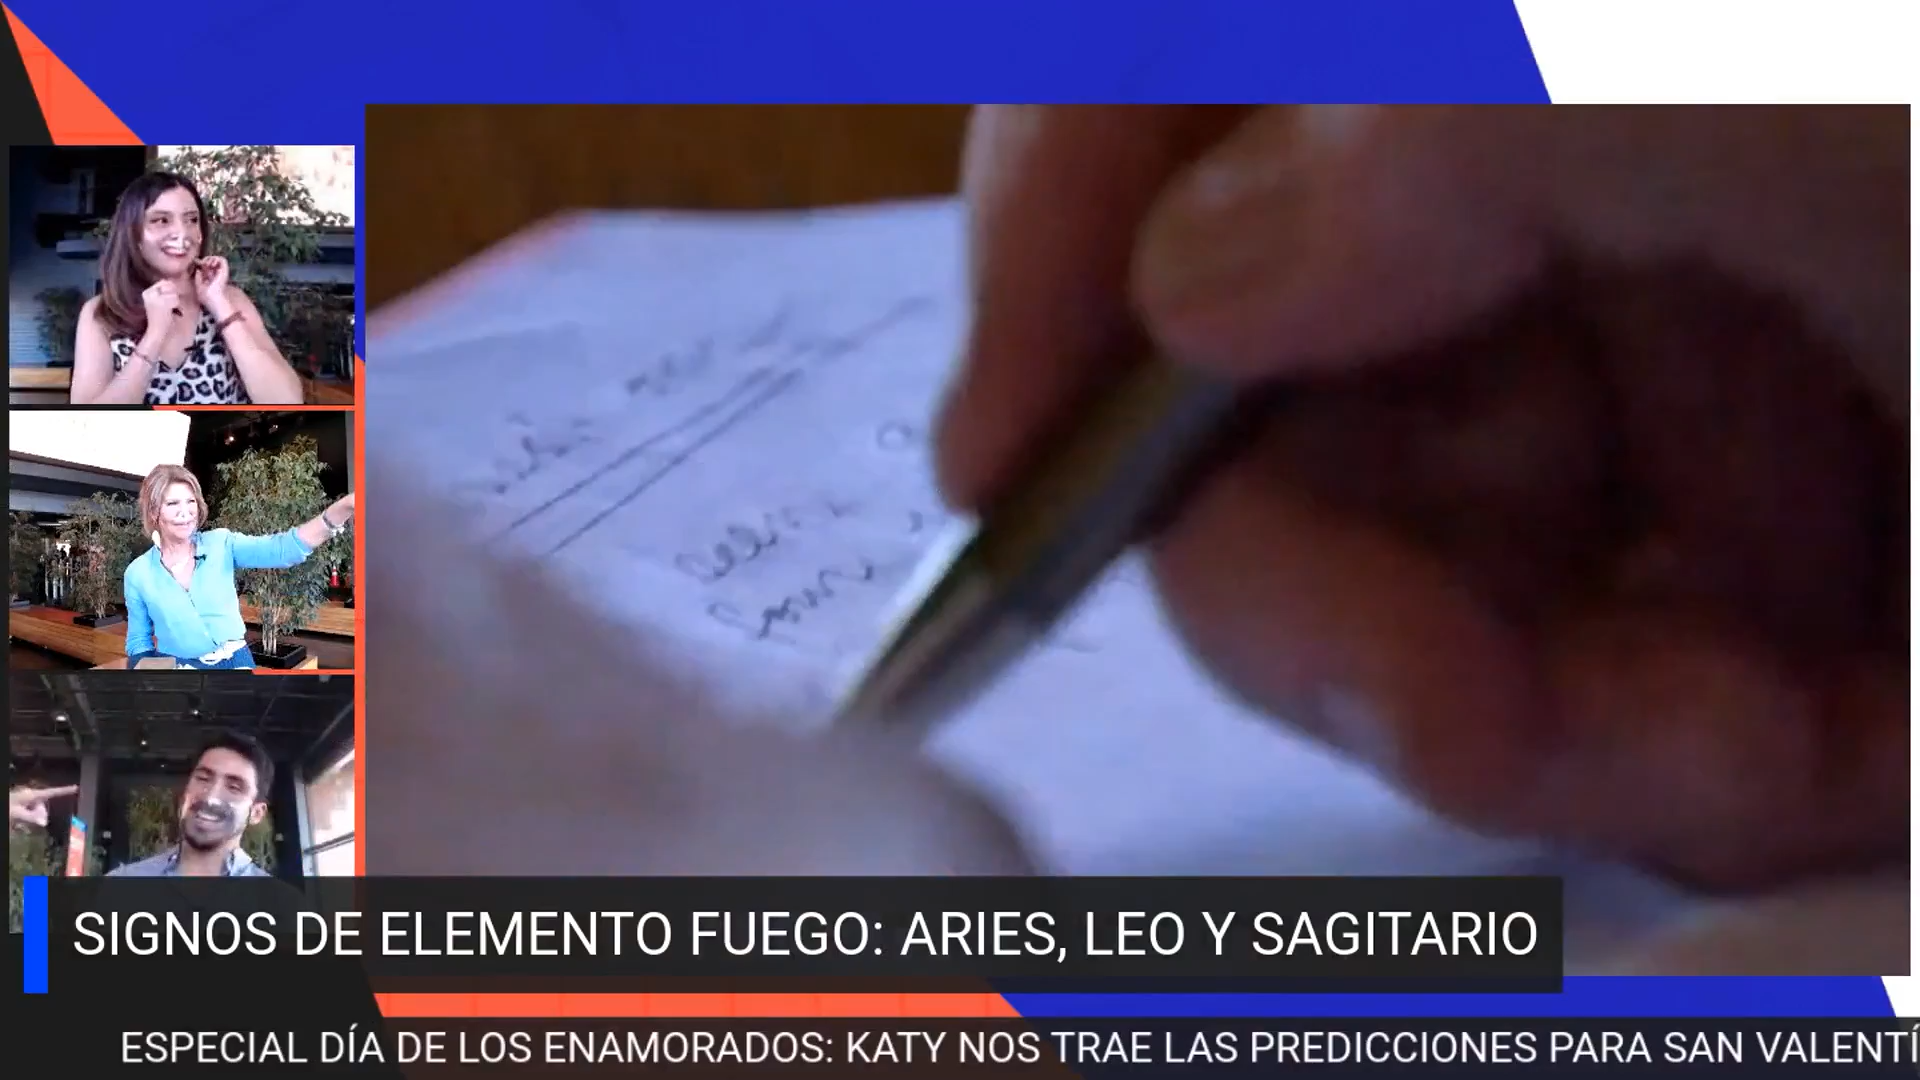 SIGNOS DE ELEMENTO FUEGO: ARIES, LEO Y SAGITARIO
ESPECIAL DÍA DE LOS ENAMORADOS: KATY NOS TRAE LAS PREDICCIONES PARA SAN VALENTÍ